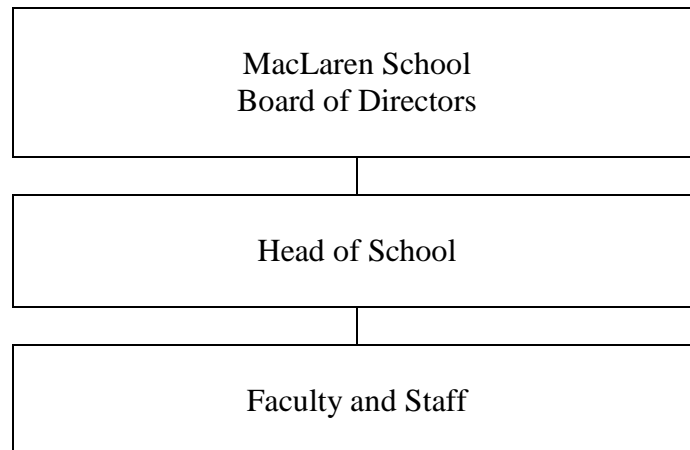 MacLaren School
Board of Directors
Head of School
Faculty and Staff